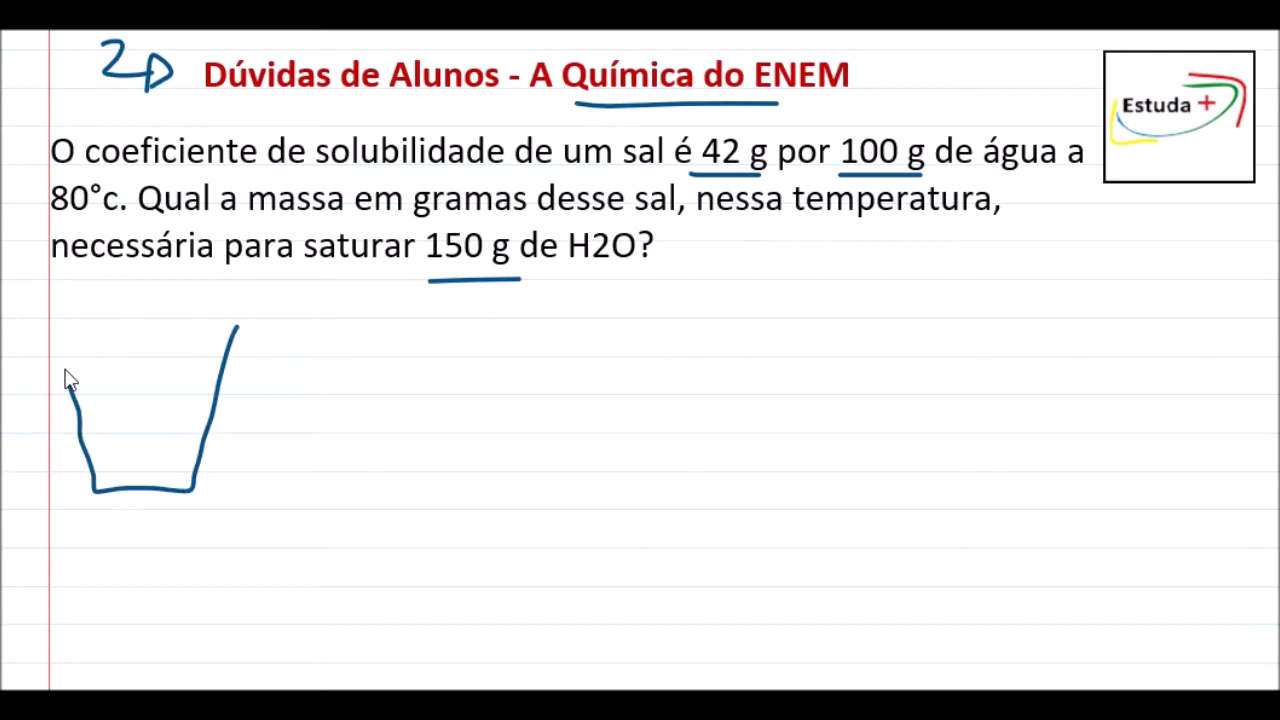 2
Dúvidas de Alunos - A Química do ENEM
Estuda +
O coeficiente de solubilidade de um sal é 42 g por 100 g de água a
80°c. Qual a massa em gramas desse sal, nessa temperatura,
necessária para saturar 150 g de H2O?